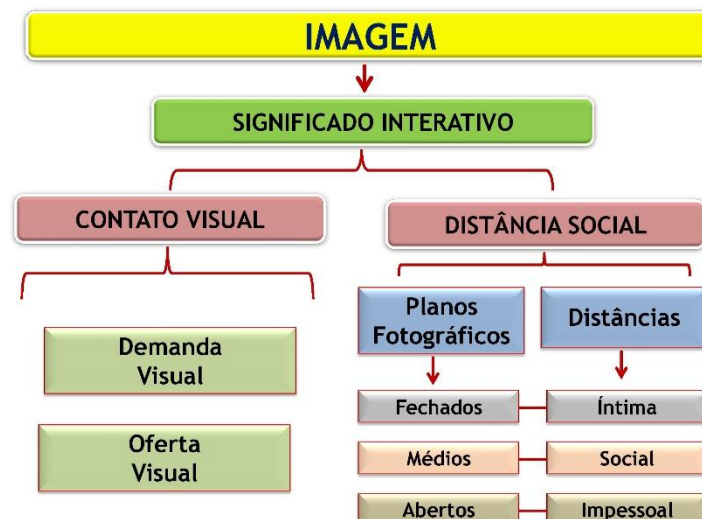 IMAGEM
SIGNIFICADO INTERATIVO
CONTATO VISUAL
DISTÂNCIA SOCIAL
Demanda
Visual
Oferta
Visual
Planos
Fotográficos
Distâncias
Fechados
Íntima
Médios
Social
Abertos
Impessoal